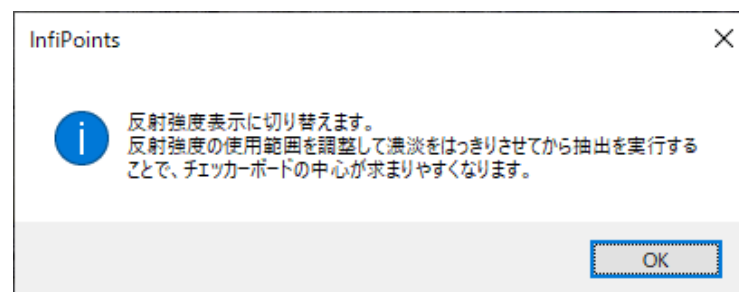 InfiPoints
反射強度表示に切り替えます。
反射強度の使用範囲を調整して濃淡をはっきりさせてから抽出を実行する
ことで、チェッカーボードの中心が求まりやすくなります。
OK